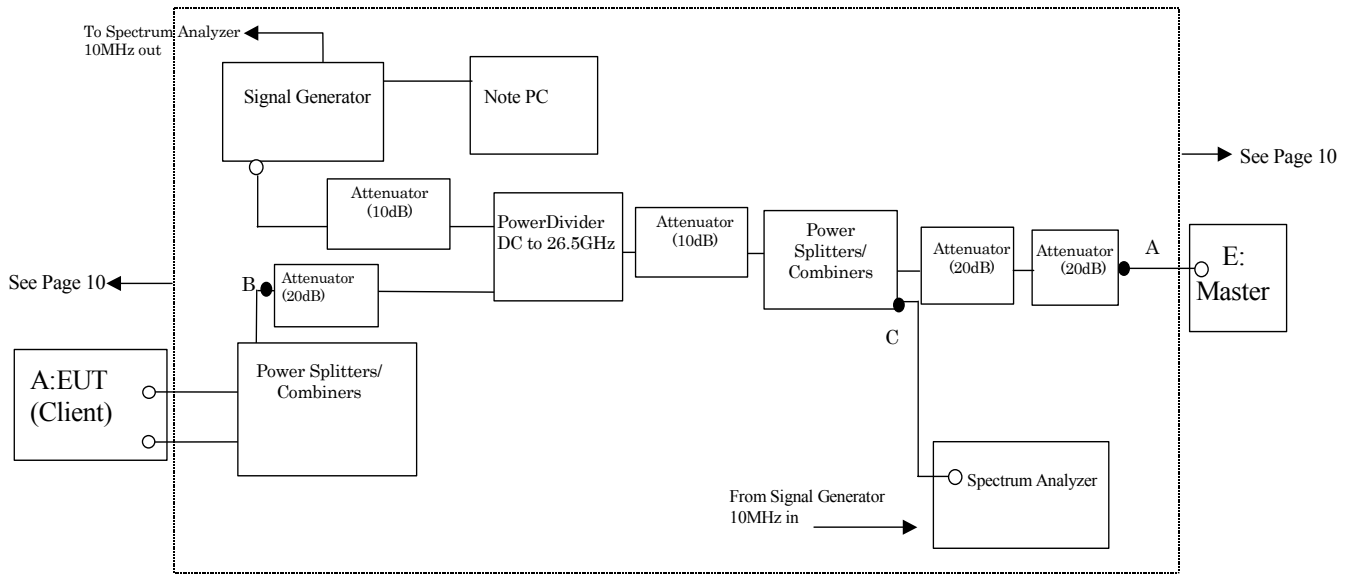 To Spectrum Analyzer
10MHz out
Signal Generator
Note PC
See Page 10
Attenuator
(10dB)
PowerDivider
DC to 26.5GHz
Attenuator
(10dB)
Power
Splitters/
Combiners
Attenuator
(20dB)
Attenuator
(20dB)
A
E:
Master
See Page 10
B
Attenuator
(20dB)
C
A:EUT
(Client)
Power Splitters/
Combiners
Spectrum Analyzer
From Signal Generator
10MHz in